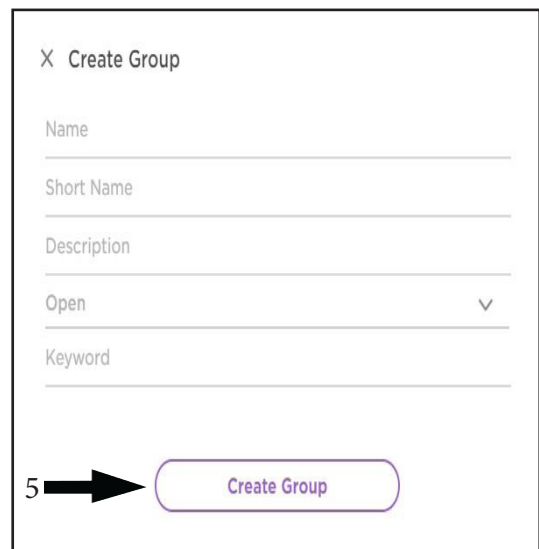 X Create Group
Name
Short Name
Description
Open
Keyword
5 Create Group